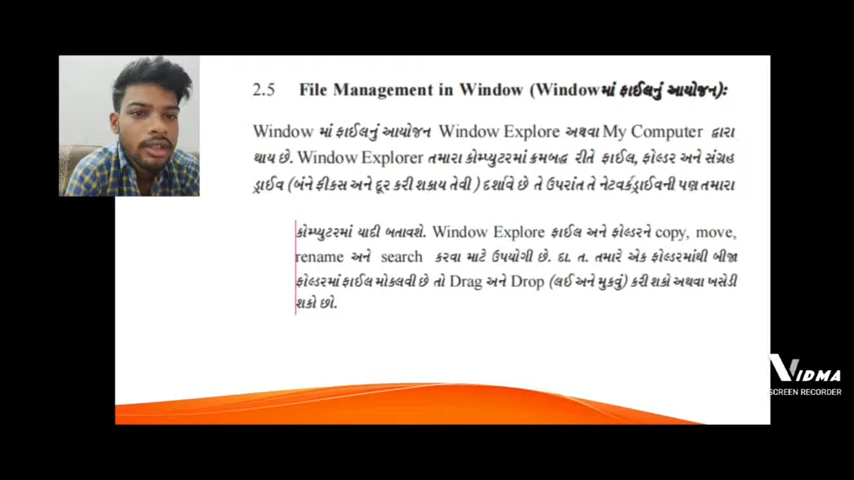 2.5 File Management in Window (Windowમાં ફાઈલનું આયોજન):
Window માં ફાઈલનું આયોજન Window Explore અથવા My Computer દ્વારા
થાય છે. Window Explorer તમારા કોમ્પ્યુટરમાં ક્રમબદ્ધ રીતે ફાઈલ, ફોલ્ડર અને સંગ્રહ
ડ્રાઈવ (બંને ફીકસ અને દૂર કરી શકાય તેવી ) દર્શાવે છે તે ઉપરાંત તે નેટવર્કડ્રાઈવની પણ તમારા
કોમ્પ્યુટરમાં યાદી બતાવશે. Window Explore ફાઈલ અને ફોલ્ડરને copy, move,
rename અને search કરવા માટે ઉપયોગી છે. દા. ત. તમારે એક ફોલ્ડરમાંથી બીજા
ફોલ્ડરમાં ફાઈલ મોકલવી છે તો Drag અને Drop (લઈ અને મુકવું) કરી શકો અથવા ખસેડી
શકો છો.
VIDMA
SCREEN RECORDER